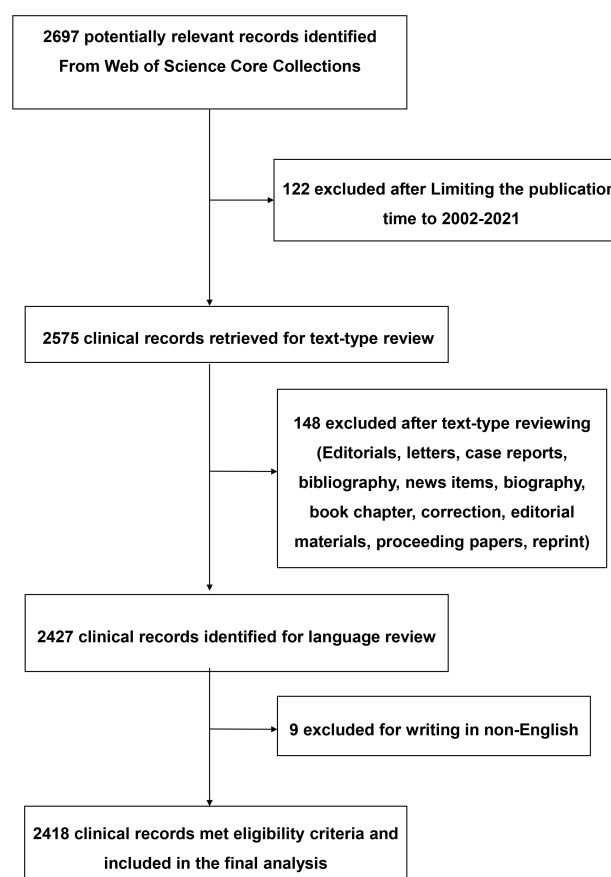 2697 potentially relevant records identified
From Web of Science Core Collections
122 excluded after Limiting the publication
time to 2002-2021
2575 clinical records retrieved for text-type review
148 excluded after text-type reviewing
(Editorials, letters, case reports,
bibliography, news items, biography,
book chapter, correction, editorial
materials, proceeding papers, reprint)
2427 clinical records identified for language review
9 excluded for writing in non-English
2418 clinical records met eligibility criteria and
included in the final analysis